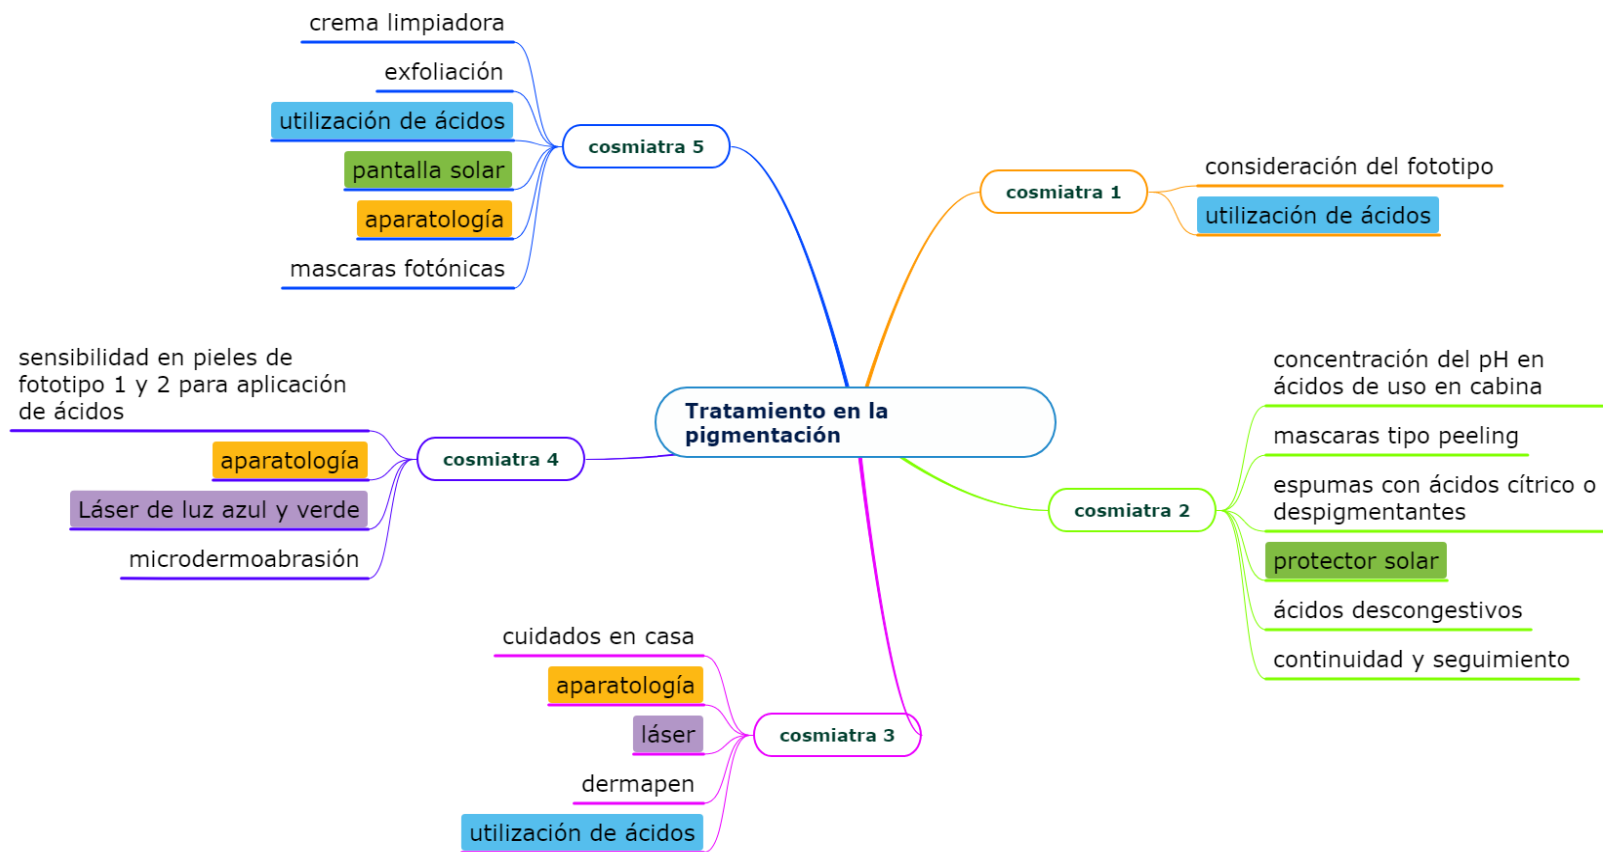 Tratamiento en la
pigmentación
cosmiatra 1
consideración del fototipo
utilización de ácidos
cosmiatra 2
concentración del pH en
ácidos de uso en cabina
mascaras tipo peeling
espumas con ácidos cítrico o
despigmentantes
protector solar
ácidos descongestivos
continuidad y seguimiento
cosmiatra 3
cuidados en casa
aparatología
láser
dermapen
utilización de ácidos
cosmiatra 4
sensibilidad en pieles de
fototipo 1 y 2 para aplicación
de ácidos
aparatología
Láser de luz azul y verde
microdermoabrasión
cosmiatra 5
crema limpiadora
exfoliación
utilización de ácidos
pantalla solar
aparatología
mascaras fotónicas